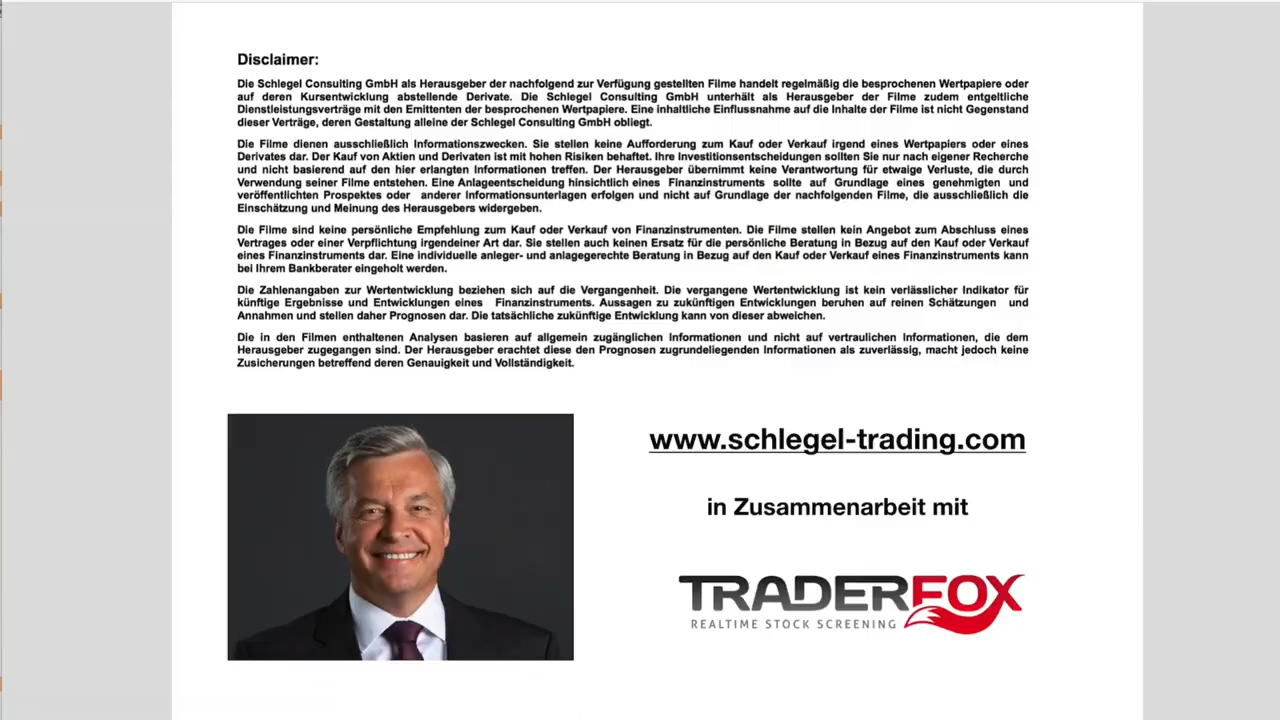 Disclaimer:
Die Schlegel Consulting GmbH als Herausgeber der nachfolgend zur Verfügung gestellten Filme handelt regelmäßig die besprochenen Wertpapiere oder
auf deren Kursentwicklung abstellende Derivate. Die Schlegel Consulting GmbH unterhält als Herausgeber der Filme zudem entgeltliche
Dienstleistungsverträge mit den Emittenten der besprochenen Wertpapiere. Eine inhaltliche Einflussnahme auf die Inhalte der Filme ist nicht Gegenstand
dieser Verträge, deren Gestaltung alleine der Schlegel Consulting GmbH obliegt.
Die Filme dienen ausschließlich Informationszwecken. Sie stellen keine Aufforderung zum Kauf oder Verkauf irgend eines Wertpapiers oder eines
Derivates dar. Der Kauf von Aktien und Derivaten ist mit hohen Risiken behaftet. Ihre Investitionsentscheidungen sollten Sie nur nach eigener Recherche
und nicht basierend auf den hier erlangten Informationen treffen. Der Herausgeber übernimmt keine Verantwortung für etwaige Verluste, die durch
Verwendung seiner Filme entstehen. Eine Anlageentscheidung hinsichtlich eines Finanzinstruments sollte auf Grundlage eines genehmigten und
veröffentlichten Prospektes oder anderer Informationsunterlagen erfolgen und nicht auf Grundlage der nachfolgenden Filme, die ausschließlich die
Einschätzung und Meinung des Herausgebers widergeben.
Die Filme sind keine persönliche Empfehlung zum Kauf oder Verkauf von Finanzinstrumenten. Die Filme stellen kein Angebot zum Abschluss eines
Vertrages oder einer Verpflichtung irgendeiner Art dar. Sie stellen auch keinen Ersatz für die persönliche Beratung in Bezug auf den Kauf oder Verkauf
eines Finanzinstruments dar. Eine individuelle anleger- und anlagegerechte Beratung in Bezug auf den Kauf oder Verkauf eines Finanzinstruments kann
bei Ihrem Bankberater eingeholt werden.
Die Zahlenangaben zur Wertentwicklung beziehen sich auf die Vergangenheit. Die vergangene Wertentwicklung ist kein verlässlicher Indikator für
künftige Ergebnisse und Entwicklungen eines Finanzinstruments. Aussagen zu zukünftigen Entwicklungen beruhen auf reinen Schätzungen und
Annahmen und stellen daher Prognosen dar. Die tatsächliche zukünftige Entwicklung kann von dieser abweichen.
Die in den Filmen enthaltenen Analysen basieren auf allgemein zugänglichen Informationen und nicht auf vertraulichen Informationen, die dem
Herausgeber zugegangen sind. Der Herausgeber erachtet diese den Prognosen zugrundeliegenden Informationen als zuverlässig, macht jedoch keine
Zusicherungen betreffend deren Genauigkeit und Vollständigkeit.
www.schlegel-trading.com
in Zusammenarbeit mit
TRADERFOX
REALTIME STOCK SCREENING